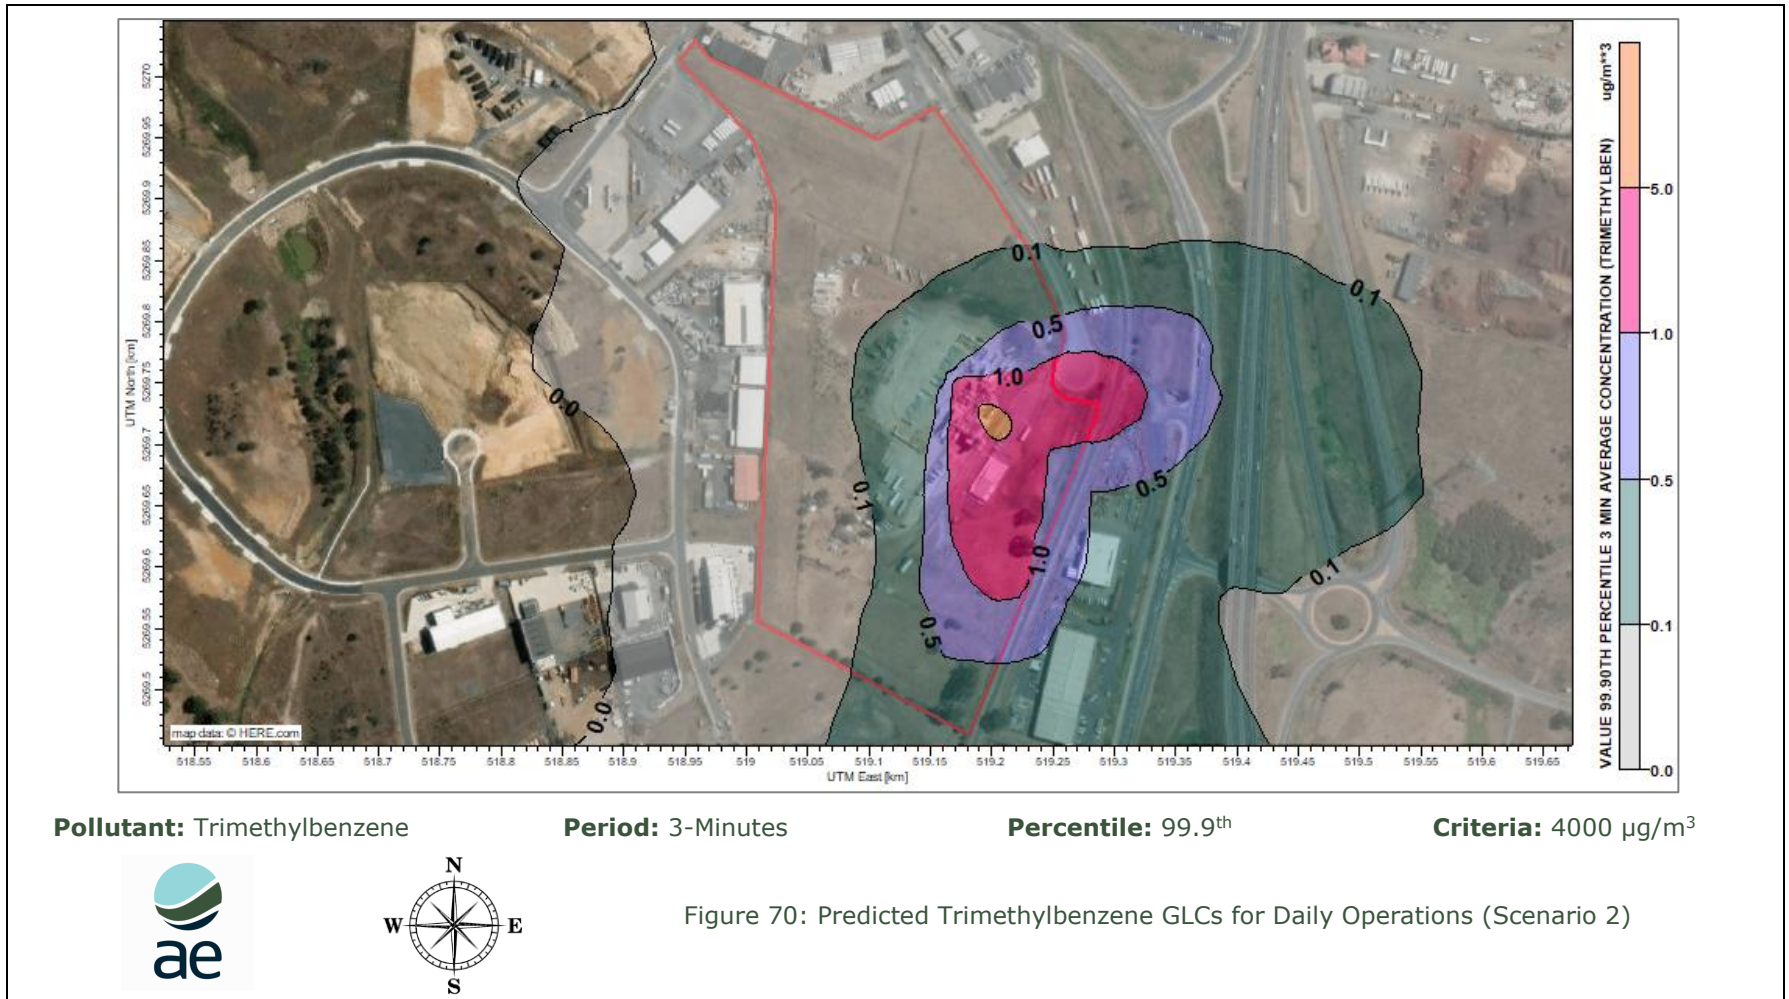 ug/m**3
VALUE 99.90TH PERCENTILE 3 MIN AVERAGE CONCENTRATION (TRIMETHYLBEN)
5.0
1.0
0.5
0.1
0.0
UTM North [km]
5270
5269.95
5269.9
5269.85
5269.8
5269.75
5269.7
5269.65
5269.6
5269.55
5269.5
0.1
0.1
0.5
1.0
0.0
0.1
0.5
1.0
0.1
0.5
0.0
map data: © HERE.com
518.55 518.6 518.65 518.7 518.75 518.8 518.85 518.9 518.95 519 519.05 519.1 519.15 519.2 519.25 519.3 519.35 519.4 519.45 519.5 519.55 519.6 519.65
UTM East [km]
Pollutant: Trimethylbenzene Period: 3-Minutes Percentile: 99.9th Criteria: 4000 µg/m3
N
W E
S
ae
Figure 70: Predicted Trimethylbenzene GLCs for Daily Operations (Scenario 2)